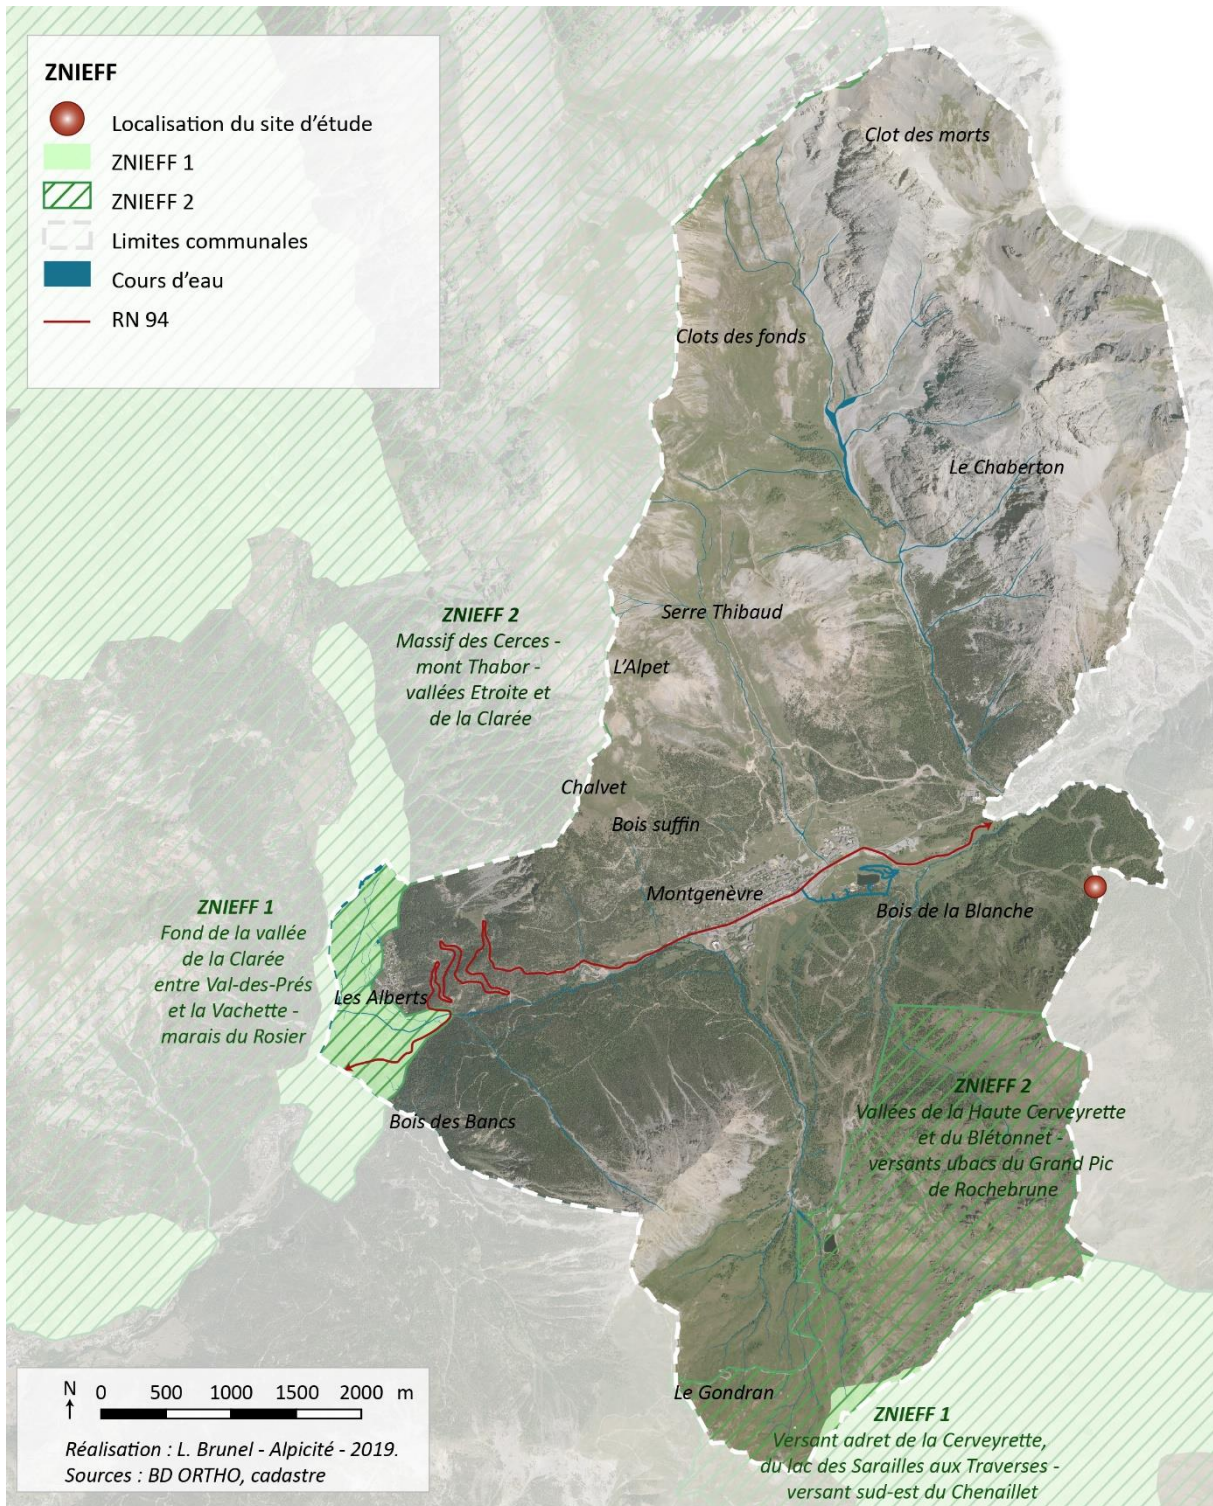 ZNIEFF
Localisation du site d'étude
ZNIEFF 1
ZNIEFF 2
Limites communales
Cours d'eau
RN 94
Clot des morts
Clots des fonds
Le Chaberton
Serre Thibaud
ZNIEFF 2
Massif des Cerces -
mont Thabor -
vallées Etroite et
de la Clarée
L'Alpet
Chalvet
Bois suffin
Montgenèvre
Bois de la Blanche
ZNIEFF 1
Fond de la vallée
de la Clarée
entre Val-des-Prés
et la Vachette -
marais du Rosier
Les Alberts
Bois des Bancs
ZNIEFF 2
Vallées de la Haute Cerveyrette
et du Blétonnet -
versants ubacs du Grand Pic
de Rochebrune
Le Gondran
ZNIEFF 1
Versant adret de la Cerveyrette,
du lac des Sarailles aux Traverses -
versant sud-est du Chenaillet
N 0 500 1000 1500 2000 m
Réalisation : L. Brunel - Alpicité - 2019.
Sources : BD ORTHO, cadastre